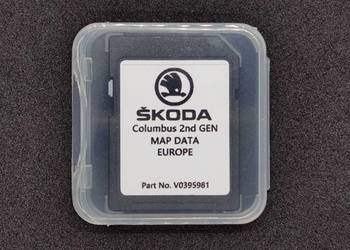 ŠKODA
Columbus 2nd GEN
MAP DATA
EUROPE
Part No. V0395981